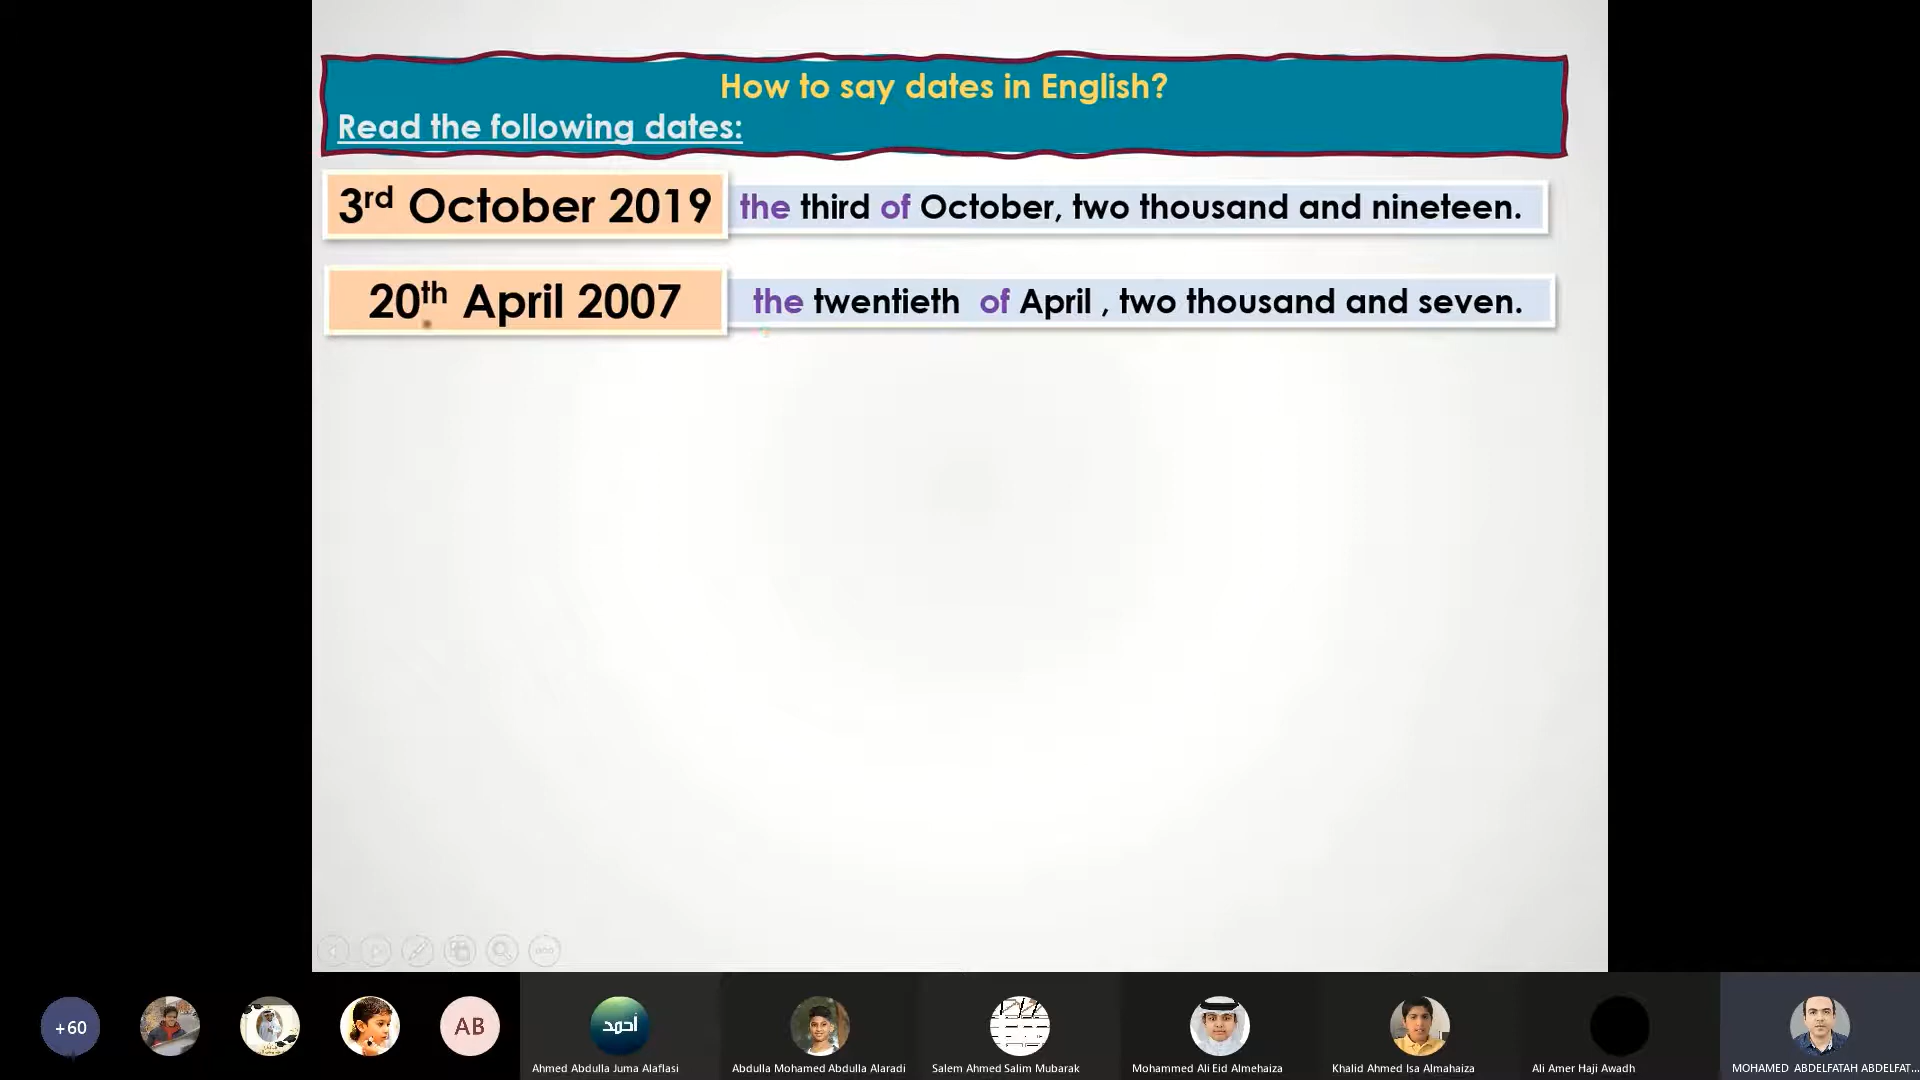 How to say dates in English?
Read the following dates:
3rd October 2019
the third of October, two thousand and nineteen.
20th April 2007
the twentieth of April , two thousand and seven.
+60
AB
أحمد
Ahmed Abdulla Juma Alaflasi
Abdulla Mohamed Abdulla Alaradi
Salem Ahmed Salim Mubarak
Mohammed Ali Eid Almehaiza
Khalid Ahmed Isa Almahaiza
Ali Amer Haji Awadh
MOHAMED ABDELFATAH ABDELFAT...